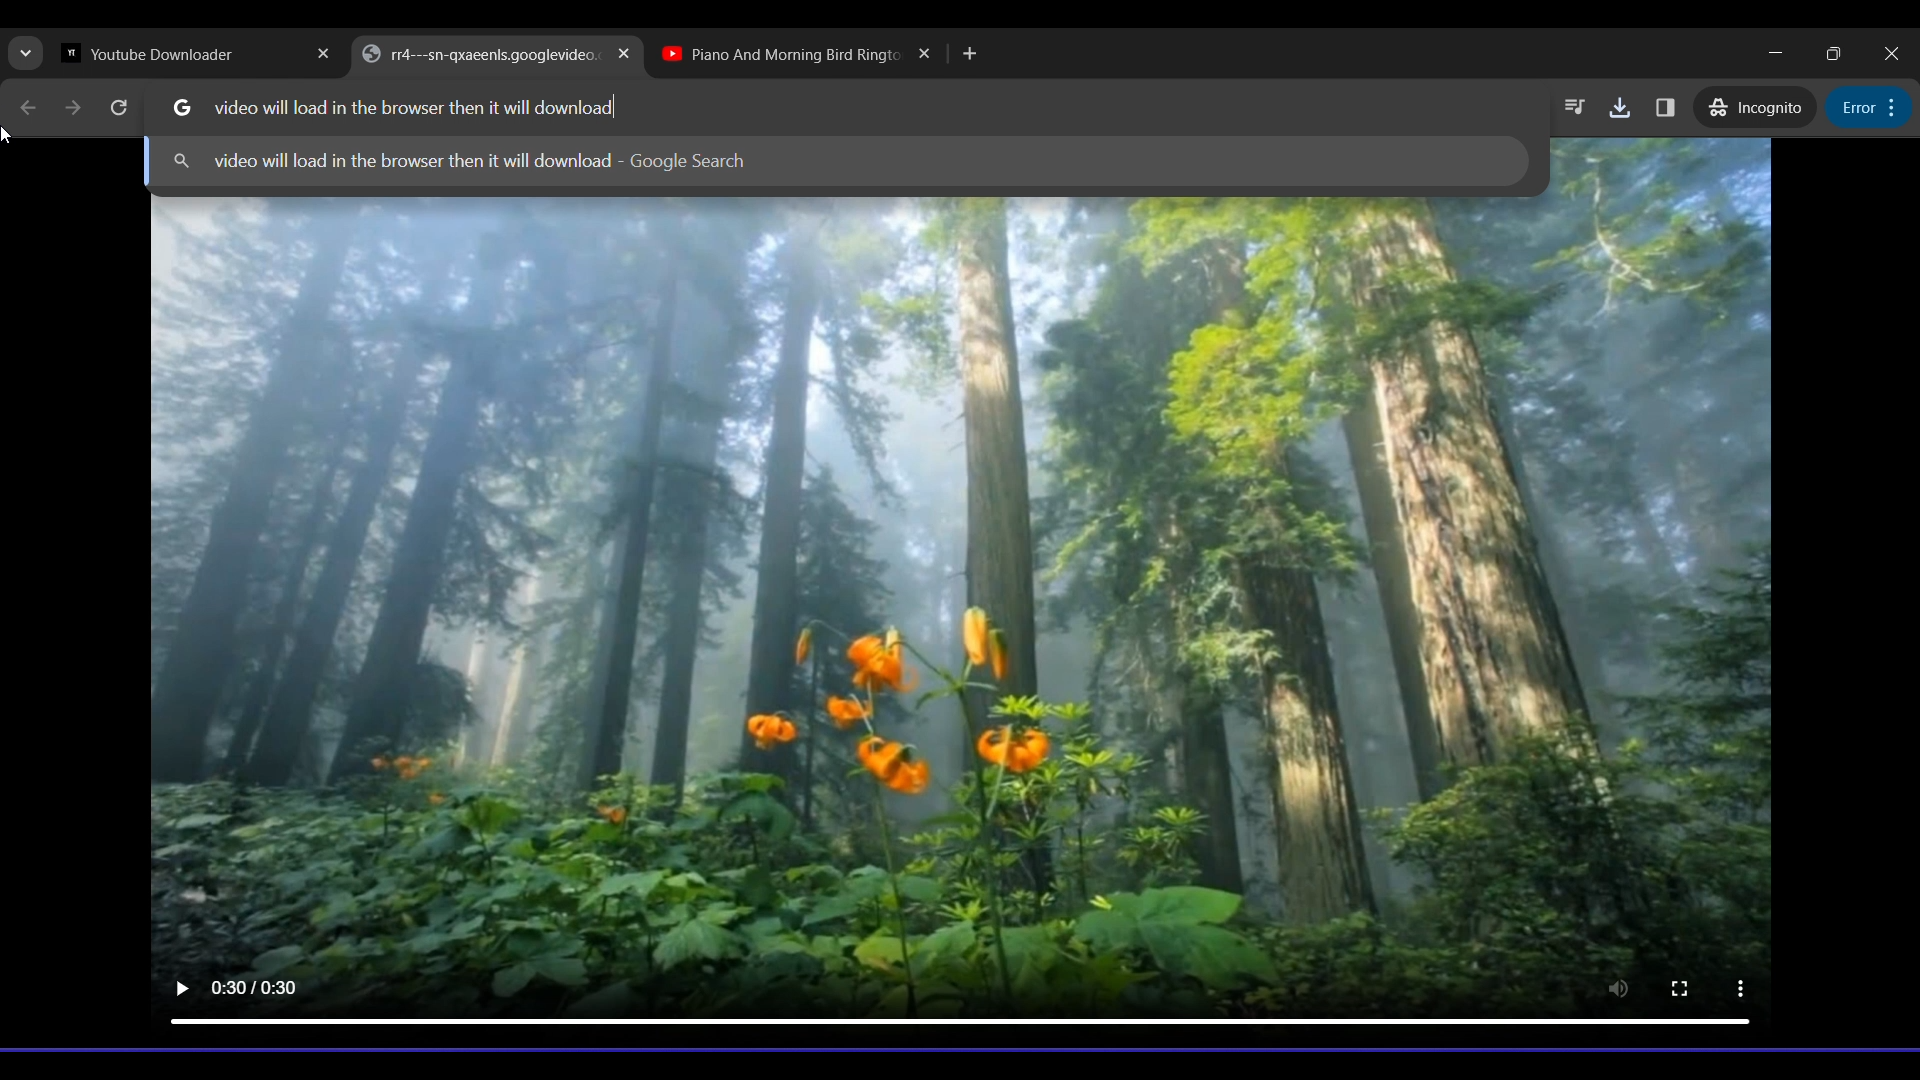 YT Youtube Downloader
rr4---sn-qxaeenls.googlevideo.c
Piano And Morning Bird Ringto
G video will load in the browser then it will download
Incognito
Error
video will load in the browser then it will download - Google Search
0:30 / 0:30